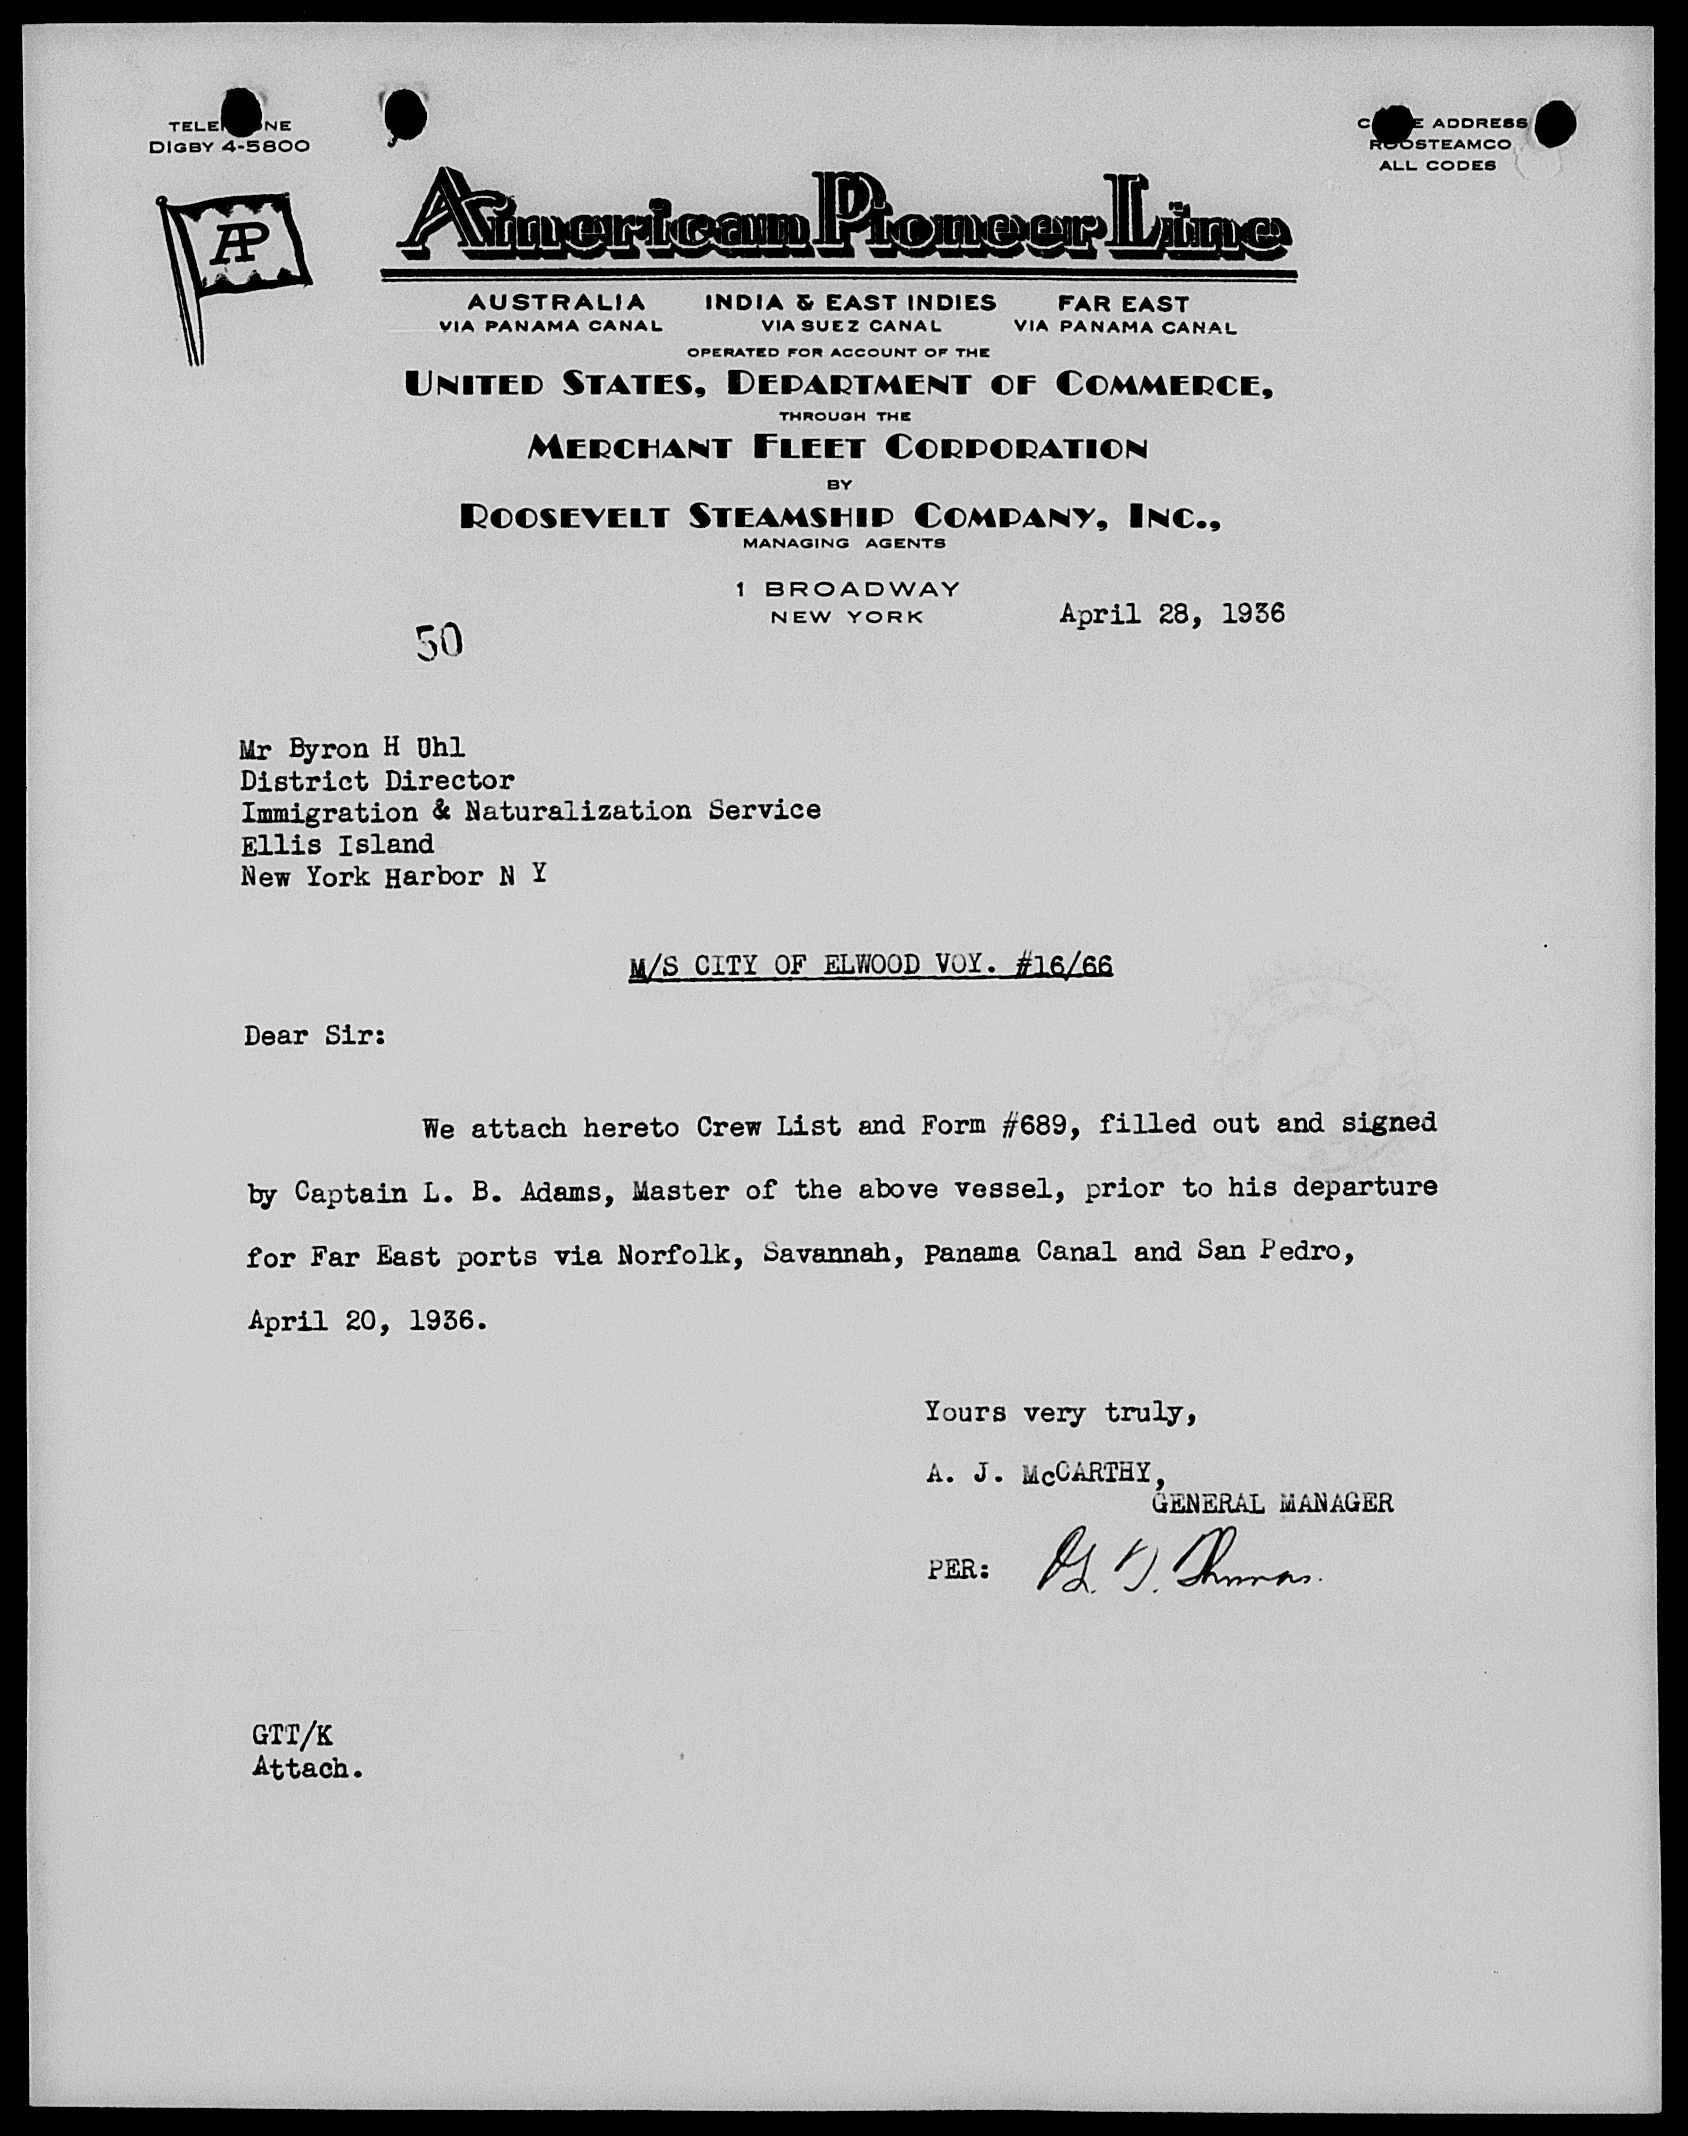 TELEPHONE
DIGBY 4-5800
CABLE ADDRESS
ROOSTEAMCO
ALL CODES
AP
American Pioneer Line
AUSTRALIA INDIA & EAST INDIES FAR EAST
VIA PANAMA CANAL VIA SUEZ CANAL VIA PANAMA CANAL
OPERATED FOR ACCOUNT OF THE
UNITED STATES, DEPARTMENT OF COMMERCE,
THROUGH THE
MERCHANT FLEET CORPORATION
BY
ROOSEVELT STEAMSHIP COMPANY, INC.,
MANAGING AGENTS
1 BROADWAY
NEW YORK
April 28, 1936
50
Mr Byron H Uhl
District Director
Immigration & Naturalization Service
Ellis Island
New York Harbor N Y
M/S CITY OF ELWOOD VOY. #16/66
Dear Sir:
We attach hereto Crew List and Form #689, filled out and signed
by Captain L. B. Adams, Master of the above vessel, prior to his departure
for Far East ports via Norfolk, Savannah, Panama Canal and San Pedro,
April 20, 1936.
Yours very truly,
A. J. McCARTHY,
GENERAL MANAGER
PER: G. T. Thomas.
GTT/K
Attach.